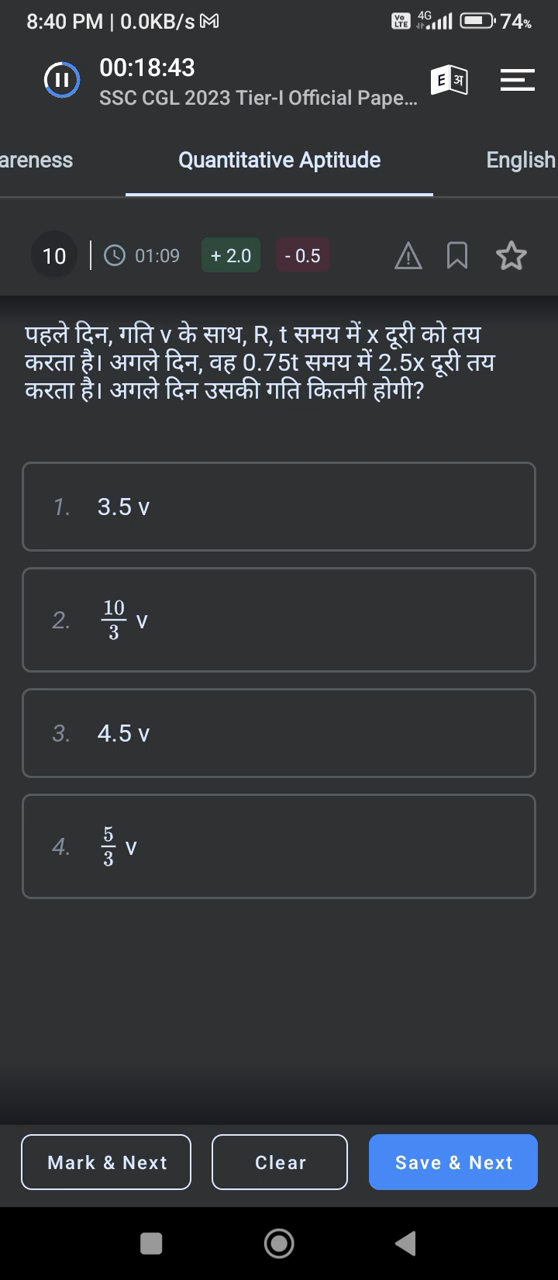 8:40 PM | 0.0KB/s
Vo LTE 4G 74%
00:18:43
SSC CGL 2023 Tier-I Official Pape...
E अ
areness Quantitative Aptitude English
10 | 01:09 + 2.0 - 0.5
पहले दिन, गति v के साथ, R, t समय में x दूरी को तय
करता है। अगले दिन, वह 0.75t समय में 2.5x दूरी तय
करता है। अगले दिन उसकी गति कितनी होगी?
1. 3.5 v
2. 10/3 v
3. 4.5 v
4. 5/3 v
Mark & Next Clear Save & Next